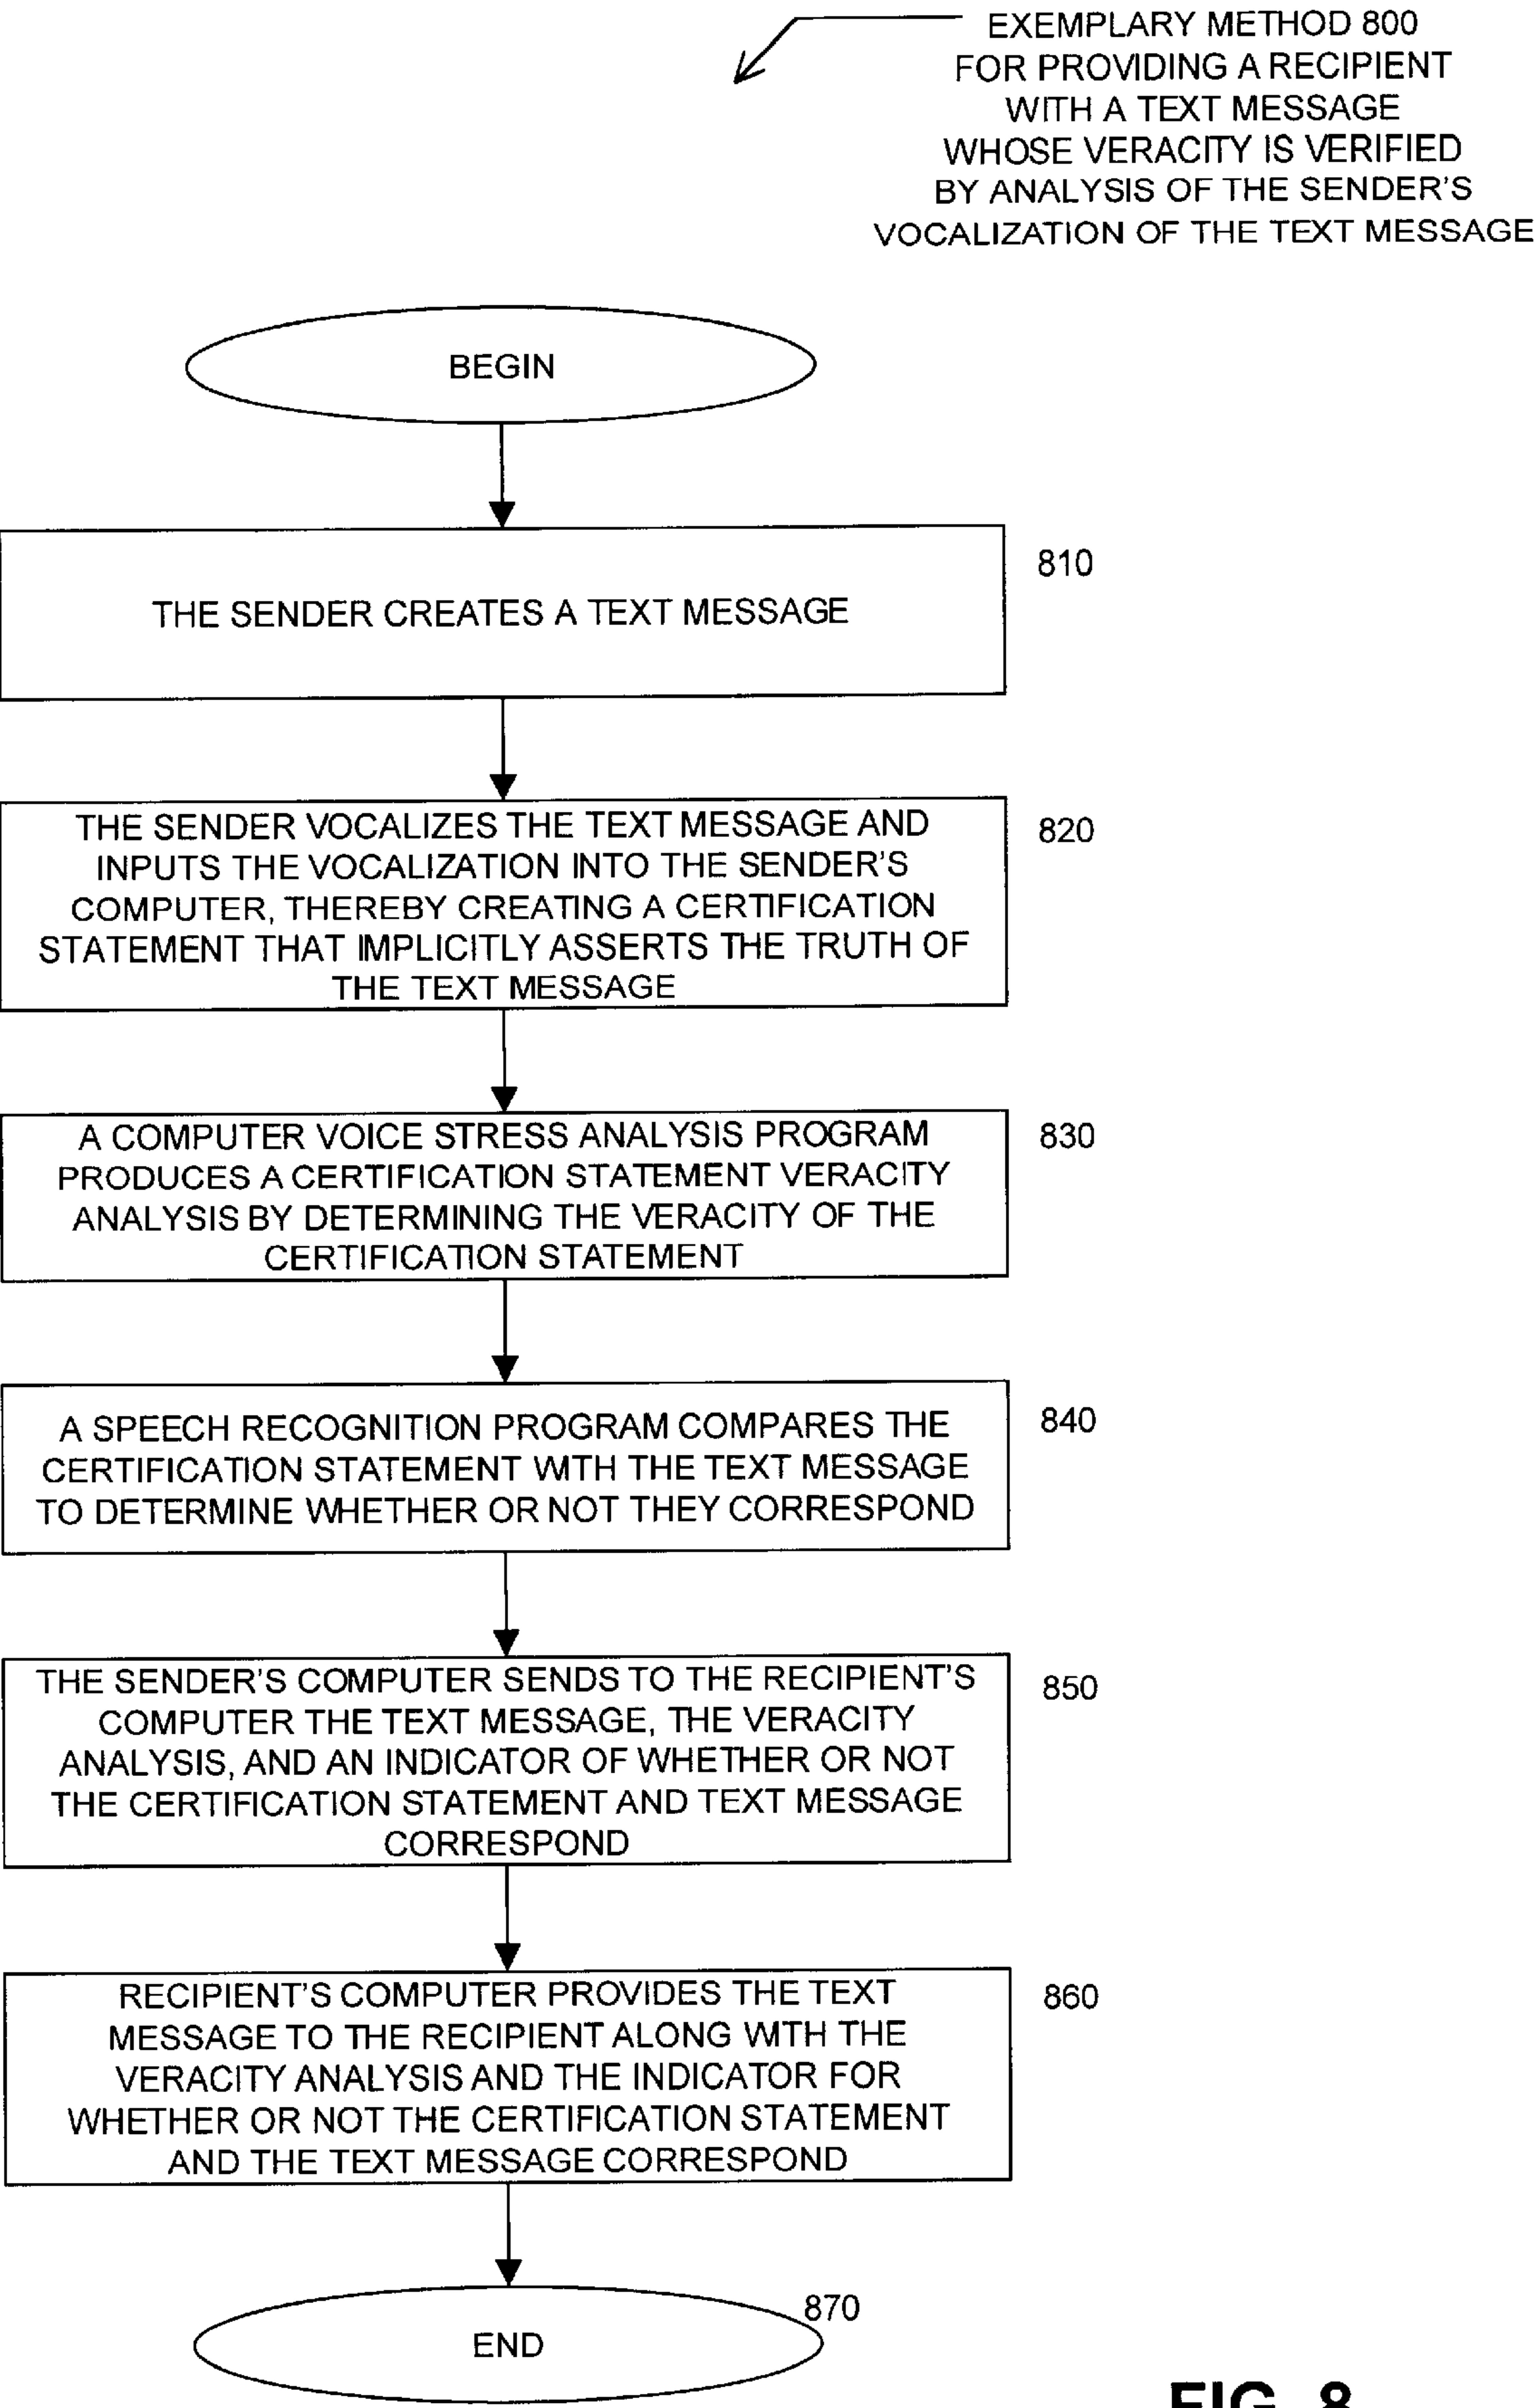 EXEMPLARY METHOD 800
FOR PROVIDING A RECIPIENT
WITH A TEXT MESSAGE
WHOSE VERACITY IS VERIFIED
BY ANALYSIS OF THE SENDER'S
VOCALIZATION OF THE TEXT MESSAGE
BEGIN
810
THE SENDER CREATES A TEXT MESSAGE
820
THE SENDER VOCALIZES THE TEXT MESSAGE AND
INPUTS THE VOCALIZATION INTO THE SENDER'S
COMPUTER, THEREBY CREATING A CERTIFICATION
STATEMENT THAT IMPLICITLY ASSERTS THE TRUTH OF
THE TEXT MESSAGE
830
A COMPUTER VOICE STRESS ANALYSIS PROGRAM
PRODUCES A CERTIFICATION STATEMENT VERACITY
ANALYSIS BY DETERMINING THE VERACITY OF THE
CERTIFICATION STATEMENT
840
A SPEECH RECOGNITION PROGRAM COMPARES THE
CERTIFICATION STATEMENT WITH THE TEXT MESSAGE
TO DETERMINE WHETHER OR NOT THEY CORRESPOND
850
THE SENDER'S COMPUTER SENDS TO THE RECIPIENT'S
COMPUTER THE TEXT MESSAGE, THE VERACITY
ANALYSIS, AND AN INDICATOR OF WHETHER OR NOT
THE CERTIFICATION STATEMENT AND TEXT MESSAGE
CORRESPOND
860
RECIPIENT'S COMPUTER PROVIDES THE TEXT
MESSAGE TO THE RECIPIENT ALONG WITH THE
VERACITY ANALYSIS AND THE INDICATOR FOR
WHETHER OR NOT THE CERTIFICATION STATEMENT
AND THE TEXT MESSAGE CORRESPOND
870
END
FIG. 8